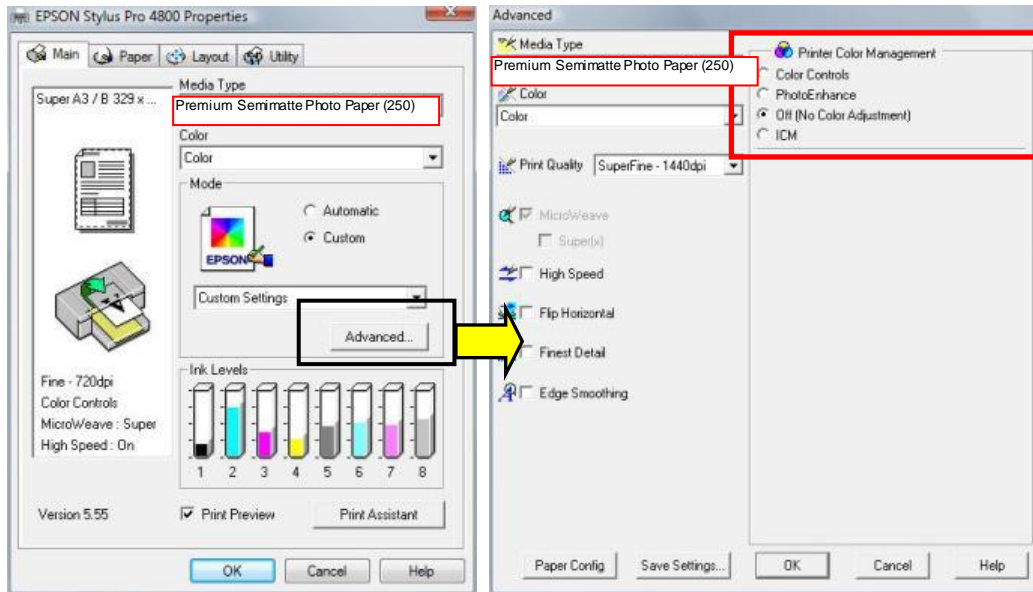 EPSON Stylus Pro 4800 Properties
Main
Paper
Layout
Utility
Super A3 / B 329 x ...
Media Type
Premium Semimatte Photo Paper (250)
Color
Color
Mode
EPSON
Automatic
Custom
Custom Settings
Advanced...
Fine - 720dpi
Color Controls
MicroWeave : Super
High Speed : On
Ink Levels
1 2 3 4 5 6 7 8
Version 5.55
Print Preview
Print Assistant
OK
Cancel
Help
Advanced
Media Type
Premium Semimatte Photo Paper (250)
Color
Color
Print Quality
SuperFine - 1440dpi
MicroWeave
Super(x)
High Speed
Flip Horizontal
Finest Detail
Edge Smoothing
Printer Color Management
Color Controls
PhotoEnhance
Off (No Color Adjustment)
ICM
Paper Config
Save Settings...
OK
Cancel
Help